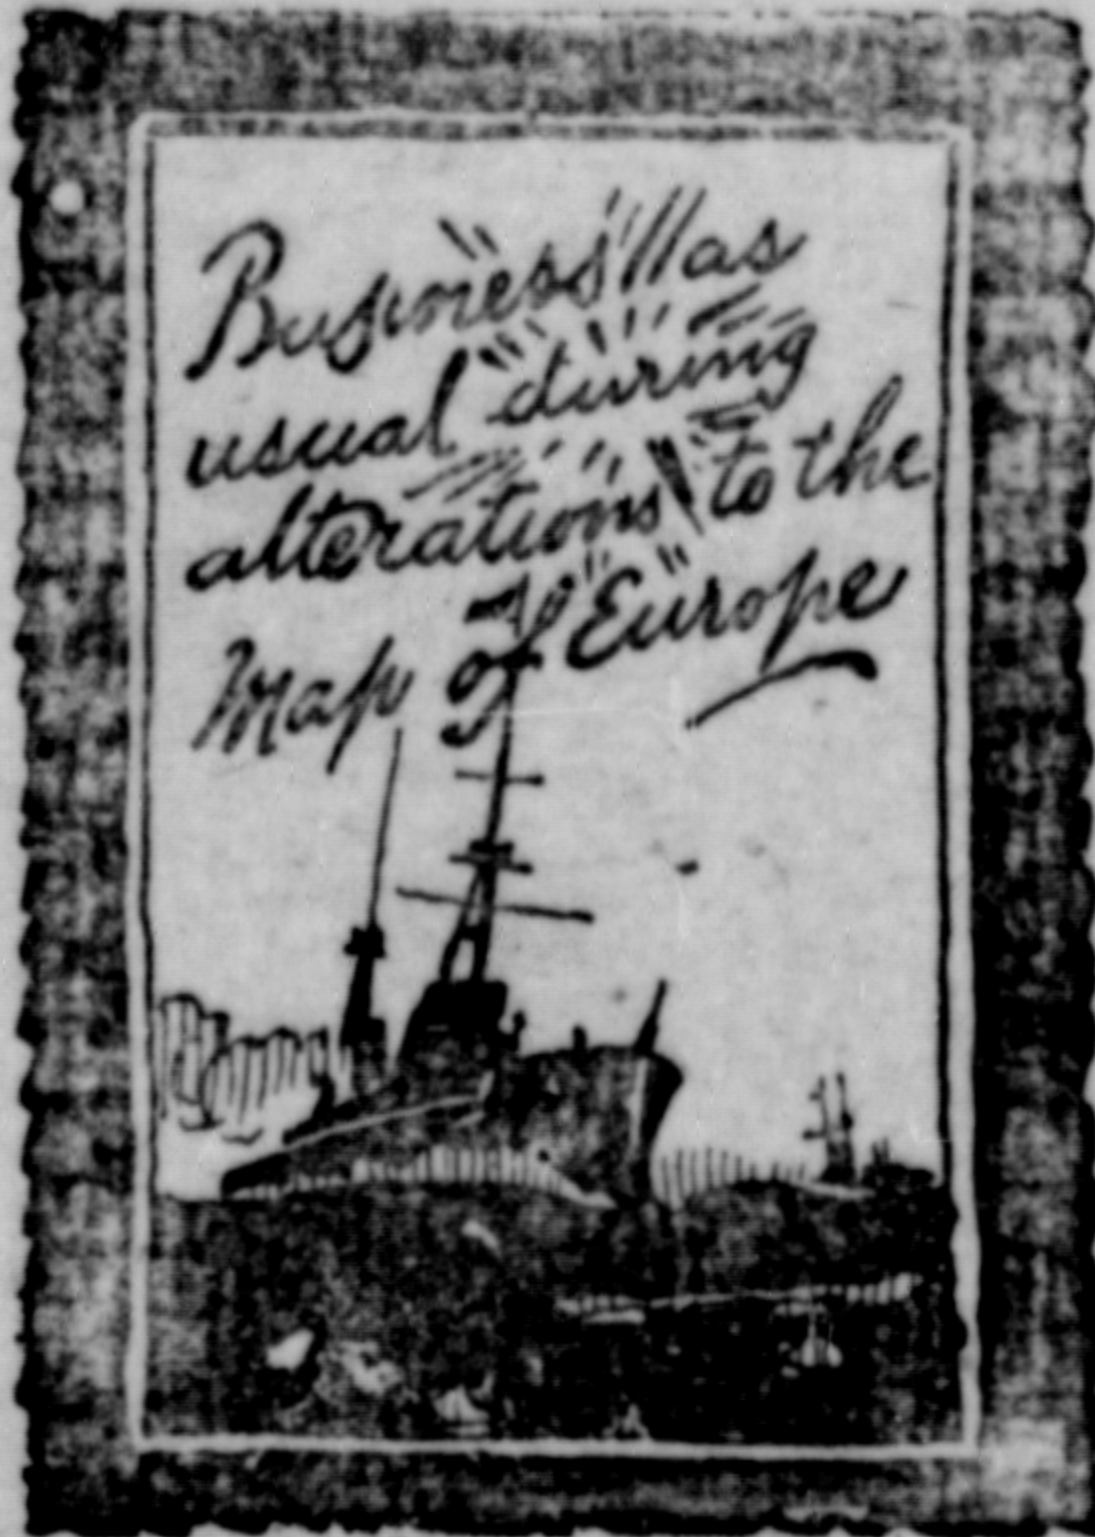 Business as
usual during
alterations to the
Map of Europe